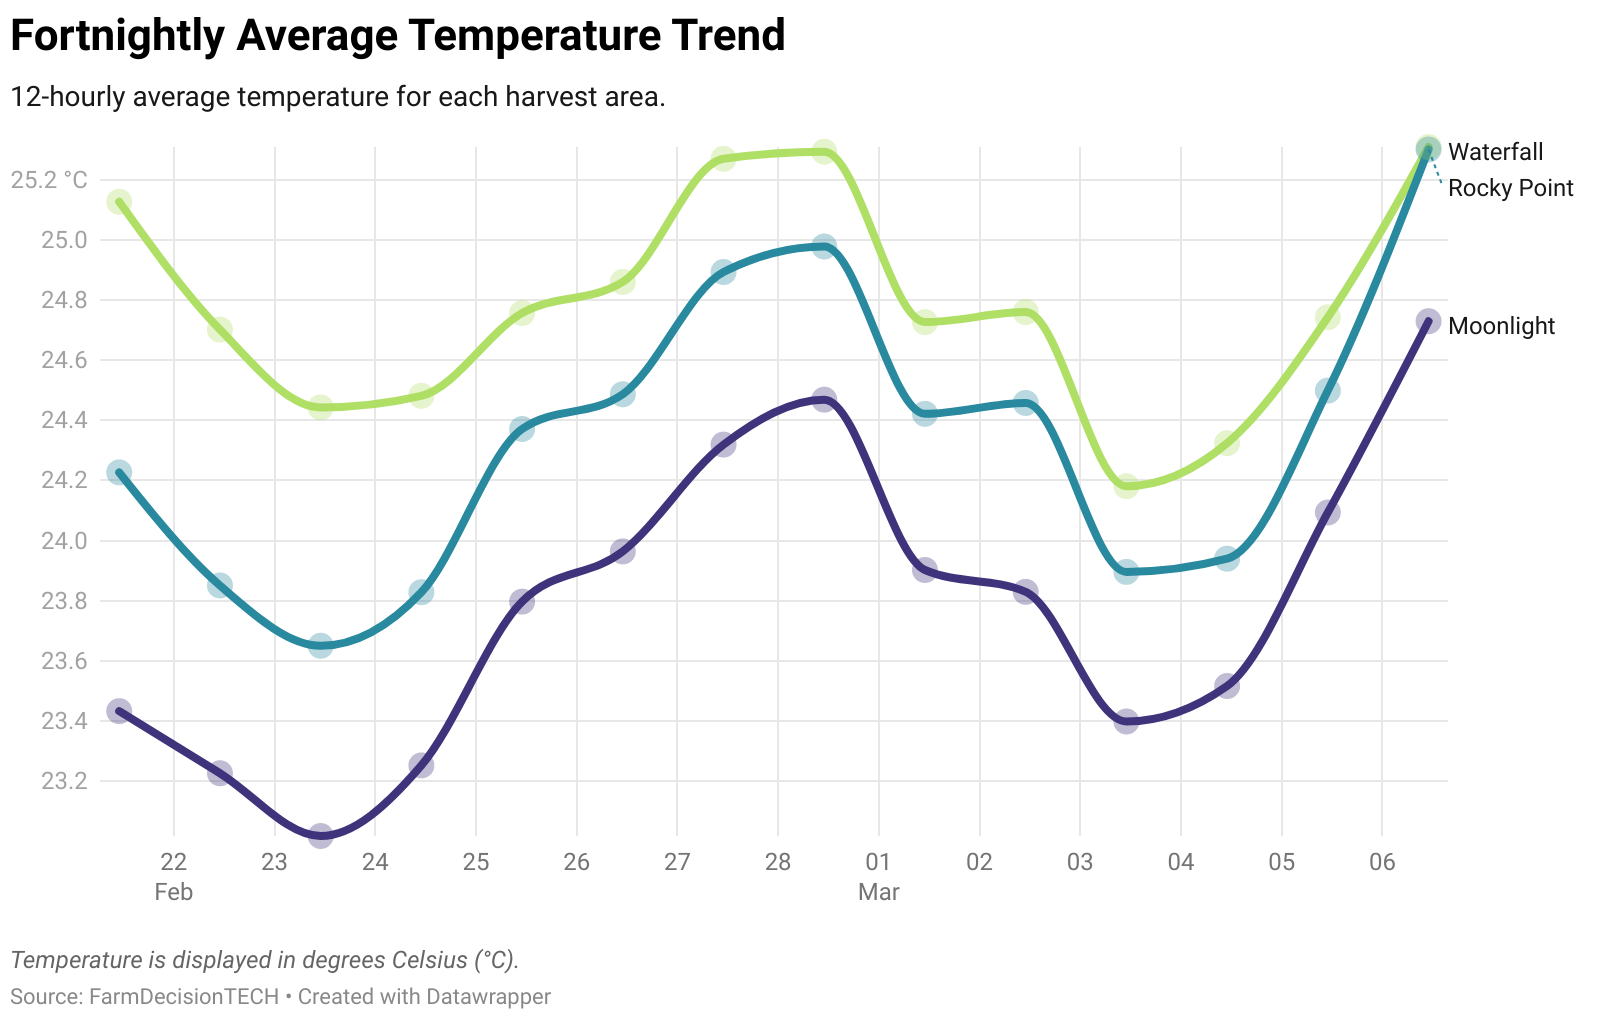 Fortnightly Average Temperature Trend
12-hourly average temperature for each harvest area.
25.2 °C
25.0
24.8
24.6
24.4
24.2
24.0
23.8
23.6
23.4
23.2
Waterfall
Rocky Point
Moonlight
22 23 24 25 26 27 28 01 02 03 04 05 06
Feb Mar
Temperature is displayed in degrees Celsius (°C).
Source: FarmDecisionTECH • Created with Datawrapper